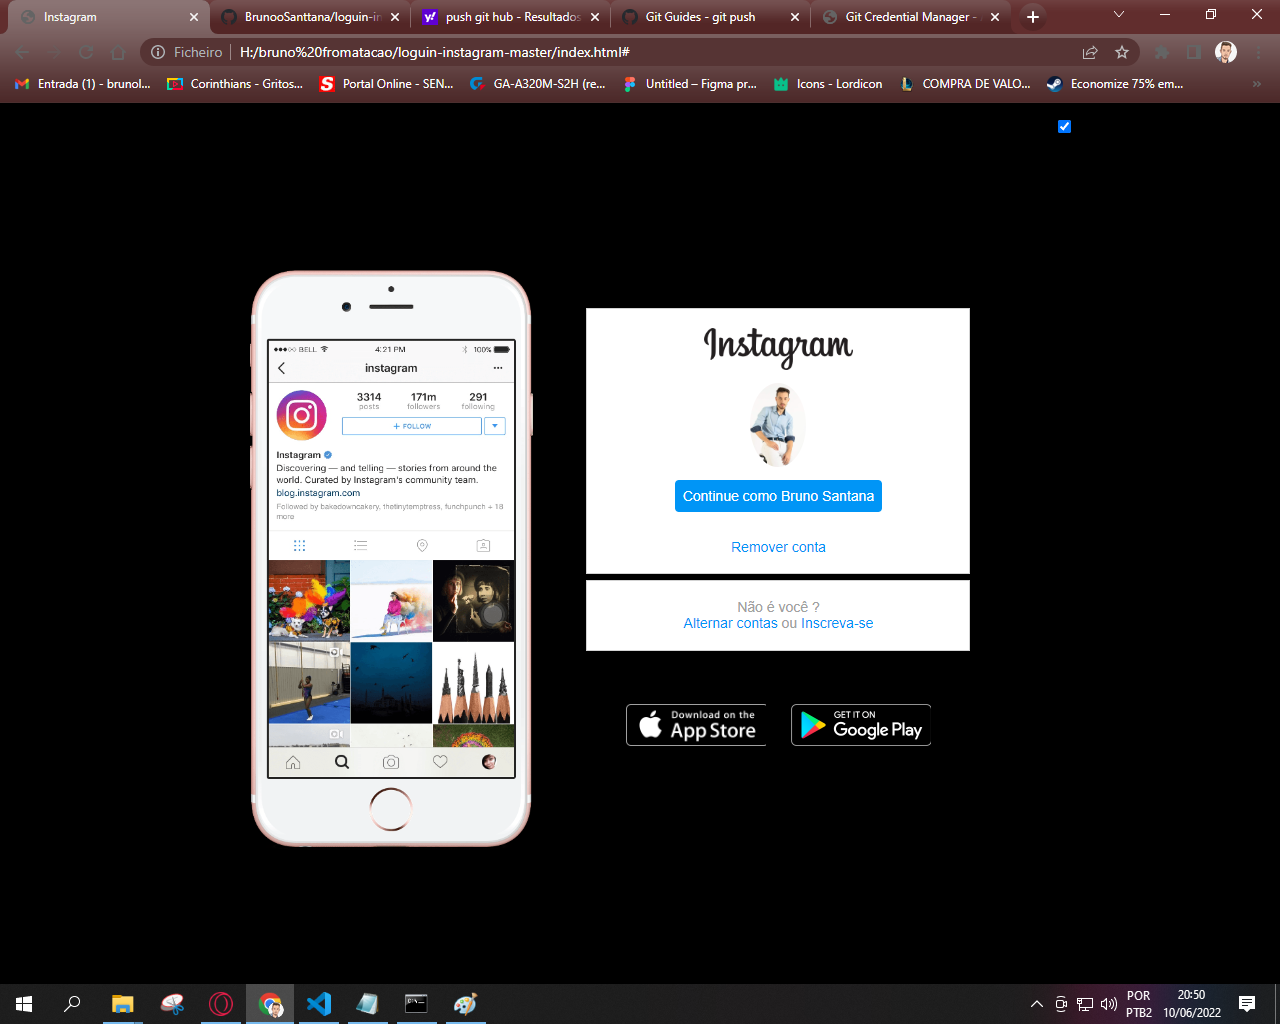 Instagram
BrunooSanttana/loguin-in
push git hub - Resultados
Git Guides - git push
Git Credential Manager -
Ficheiro
H:/bruno%20fromatacao/loguin-instagram-master/index.html#
Entrada (1) - brunol...
Corinthians - Gritos...
Portal Online - SEN...
GA-A320M-S2H (re...
Untitled – Figma pr...
Icons - Lordicon
COMPRA DE VALO...
Economize 75% em...
BELL
4:21 PM
100%
instagram
3314
171m
291
posts
followers
following
+ FOLLOW
Instagram
Discovering — and telling — stories from around the
world. Curated by Instagram's community team.
blog.instagram.com
Followed by bakedowncakery, thetinytemptress, funchpunch + 18
more
Instagram
Continue como Bruno Santana
Remover conta
Não é você ?
Alternar contas ou Inscreva-se
Download on the
App Store
GET IT ON
Google Play
POR
PTB2
20:50
10/06/2022